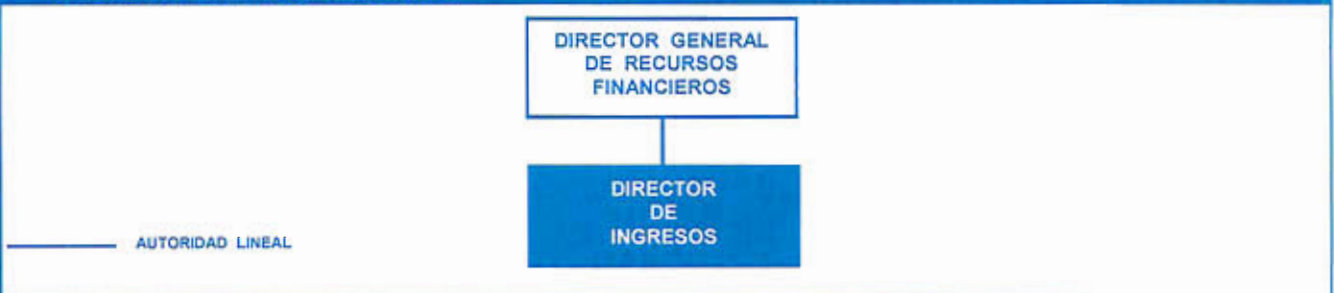 DIRECTOR GENERAL
DE RECURSOS
FINANCIEROS
DIRECTOR
DE
INGRESOS
AUTORIDAD LINEAL